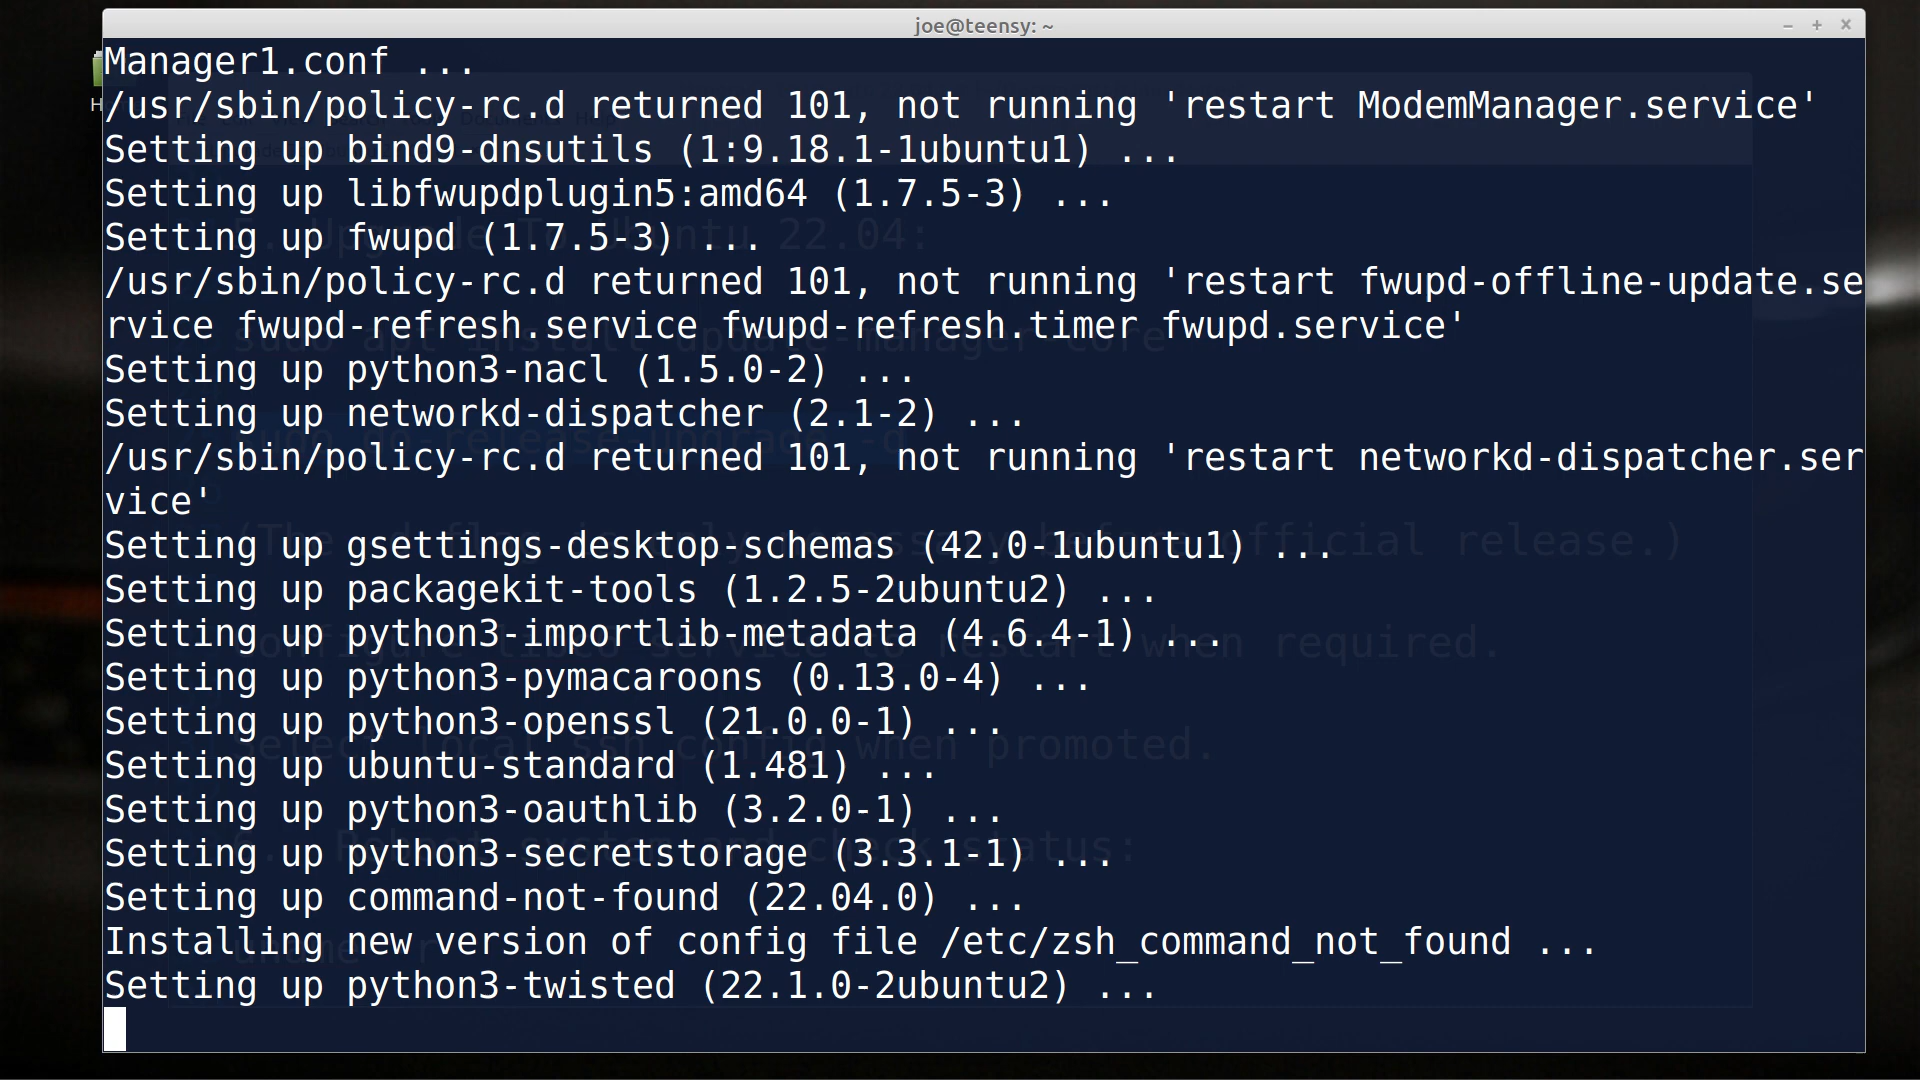 joe@teensy: ~
Manager1.conf ...
/usr/sbin/policy-rc.d returned 101, not running 'restart ModemManager.service'
Setting up bind9-dnsutils (1:9.18.1-1ubuntu1) ...
Setting up libfwupdplugin5:amd64 (1.7.5-3) ...
Setting up fwupd (1.7.5-3) ...
/usr/sbin/policy-rc.d returned 101, not running 'restart fwupd-offline-update.se
rvice fwupd-refresh.service fwupd-refresh.timer fwupd.service'
Setting up python3-nacl (1.5.0-2) ...
Setting up networkd-dispatcher (2.1-2) ...
/usr/sbin/policy-rc.d returned 101, not running 'restart networkd-dispatcher.ser
vice'
Setting up gsettings-desktop-schemas (42.0-1ubuntu1) ...
Setting up packagekit-tools (1.2.5-2ubuntu2) ...
Setting up python3-importlib-metadata (4.6.4-1) ...
Setting up python3-pymacaroons (0.13.0-4) ...
Setting up python3-openssl (21.0.0-1) ...
Setting up ubuntu-standard (1.481) ...
Setting up python3-oauthlib (3.2.0-1) ...
Setting up python3-secretstorage (3.3.1-1) ...
Setting up command-not-found (22.04.0) ...
Installing new version of config file /etc/zsh_command_not_found ...
Setting up python3-twisted (22.1.0-2ubuntu2) ...